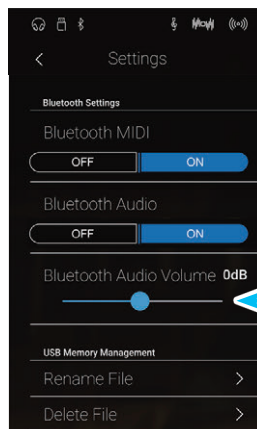 Settings
Bluetooth Settings
Bluetooth MIDI
OFF ON
Bluetooth Audio
OFF ON
Bluetooth Audio Volume 0dB
USB Memory Management
Rename File
Delete File